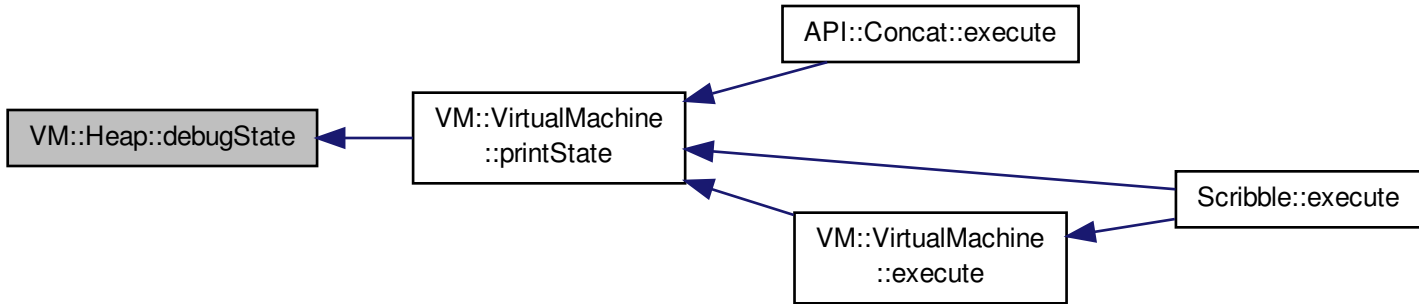 API::Concat::execute
VM::VirtualMachine
::printState
VM::Heap::debugState
Scribble::execute
VM::VirtualMachine
::execute